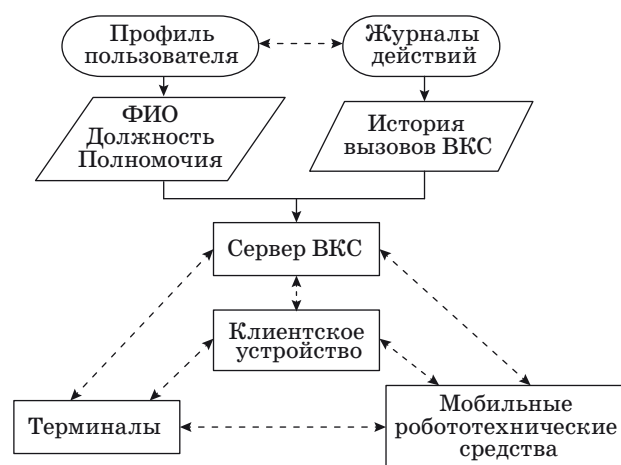 Профиль
пользователя
Журналы
действий
ФИО
Должность
Полномочия
История
вызовов ВКС
Сервер ВКС
Клиентское
устройство
Терминалы
Мобильные
робототехнические
средства